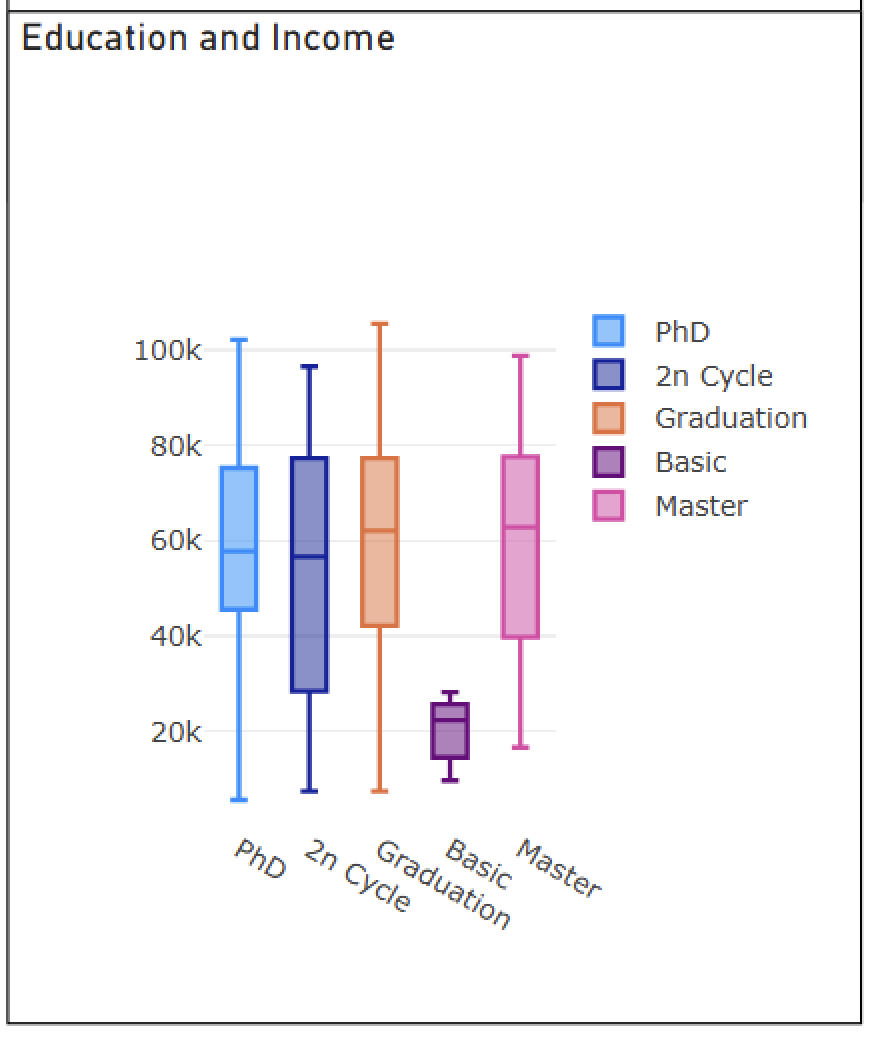 Education and Income
100k
80k
60k
40k
20k
PhD
2n Cycle
Graduation
Basic
Master
PhD
2n Cycle
Graduation
Basic
Master